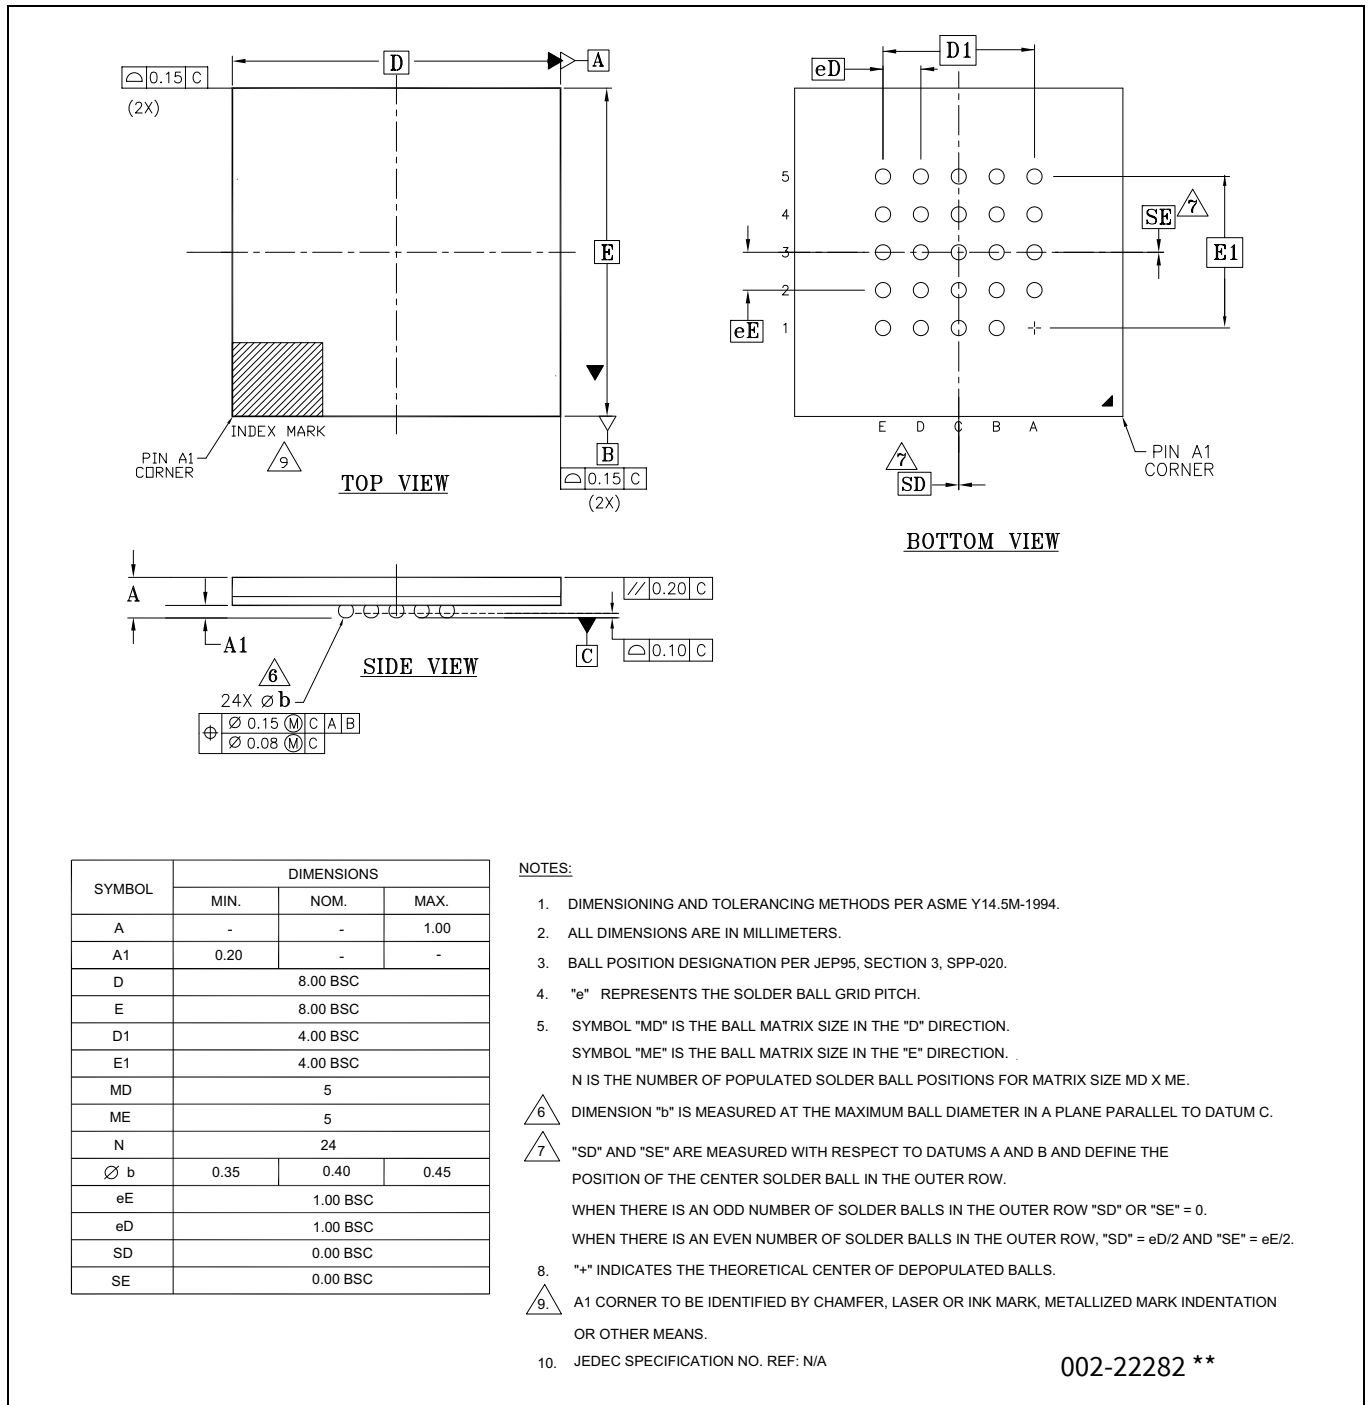 D
A
0.15 C
(2X)
E
INDEX MARK
9
PIN A1
CORNER
TOP VIEW
B
0.15 C
(2X)
D1
eD
5
4
3
2
1
7
SE
E1
eE
E D C B A
7
SD
PIN A1
CORNER
BOTTOM VIEW
A
A1
// 0.20 C
C
0.10 C
SIDE VIEW
6
24X Ø b
⌖ Ø 0.15 Ⓜ C A B
Ø 0.08 Ⓜ C
SYMBOL DIMENSIONS
MIN. NOM. MAX.
A - - 1.00
A1 0.20 - -
D 8.00 BSC
E 8.00 BSC
D1 4.00 BSC
E1 4.00 BSC
MD 5
ME 5
N 24
Ø b 0.35 0.40 0.45
eE 1.00 BSC
eD 1.00 BSC
SD 0.00 BSC
SE 0.00 BSC
NOTES:
1. DIMENSIONING AND TOLERANCING METHODS PER ASME Y14.5M-1994.
2. ALL DIMENSIONS ARE IN MILLIMETERS.
3. BALL POSITION DESIGNATION PER JEP95, SECTION 3, SPP-020.
4. "e" REPRESENTS THE SOLDER BALL GRID PITCH.
5. SYMBOL "MD" IS THE BALL MATRIX SIZE IN THE "D" DIRECTION.
SYMBOL "ME" IS THE BALL MATRIX SIZE IN THE "E" DIRECTION.
N IS THE NUMBER OF POPULATED SOLDER BALL POSITIONS FOR MATRIX SIZE MD X ME.
6 DIMENSION "b" IS MEASURED AT THE MAXIMUM BALL DIAMETER IN A PLANE PARALLEL TO DATUM C.
7 "SD" AND "SE" ARE MEASURED WITH RESPECT TO DATUMS A AND B AND DEFINE THE
POSITION OF THE CENTER SOLDER BALL IN THE OUTER ROW.
WHEN THERE IS AN ODD NUMBER OF SOLDER BALLS IN THE OUTER ROW "SD" OR "SE" = 0.
WHEN THERE IS AN EVEN NUMBER OF SOLDER BALLS IN THE OUTER ROW, "SD" = eD/2 AND "SE" = eE/2.
8. "+" INDICATES THE THEORETICAL CENTER OF DEPOPULATED BALLS.
9. A1 CORNER TO BE IDENTIFIED BY CHAMFER, LASER OR INK MARK, METALLIZED MARK INDENTATION
OR OTHER MEANS.
10. JEDEC SPECIFICATION NO. REF: N/A
002-22282 **